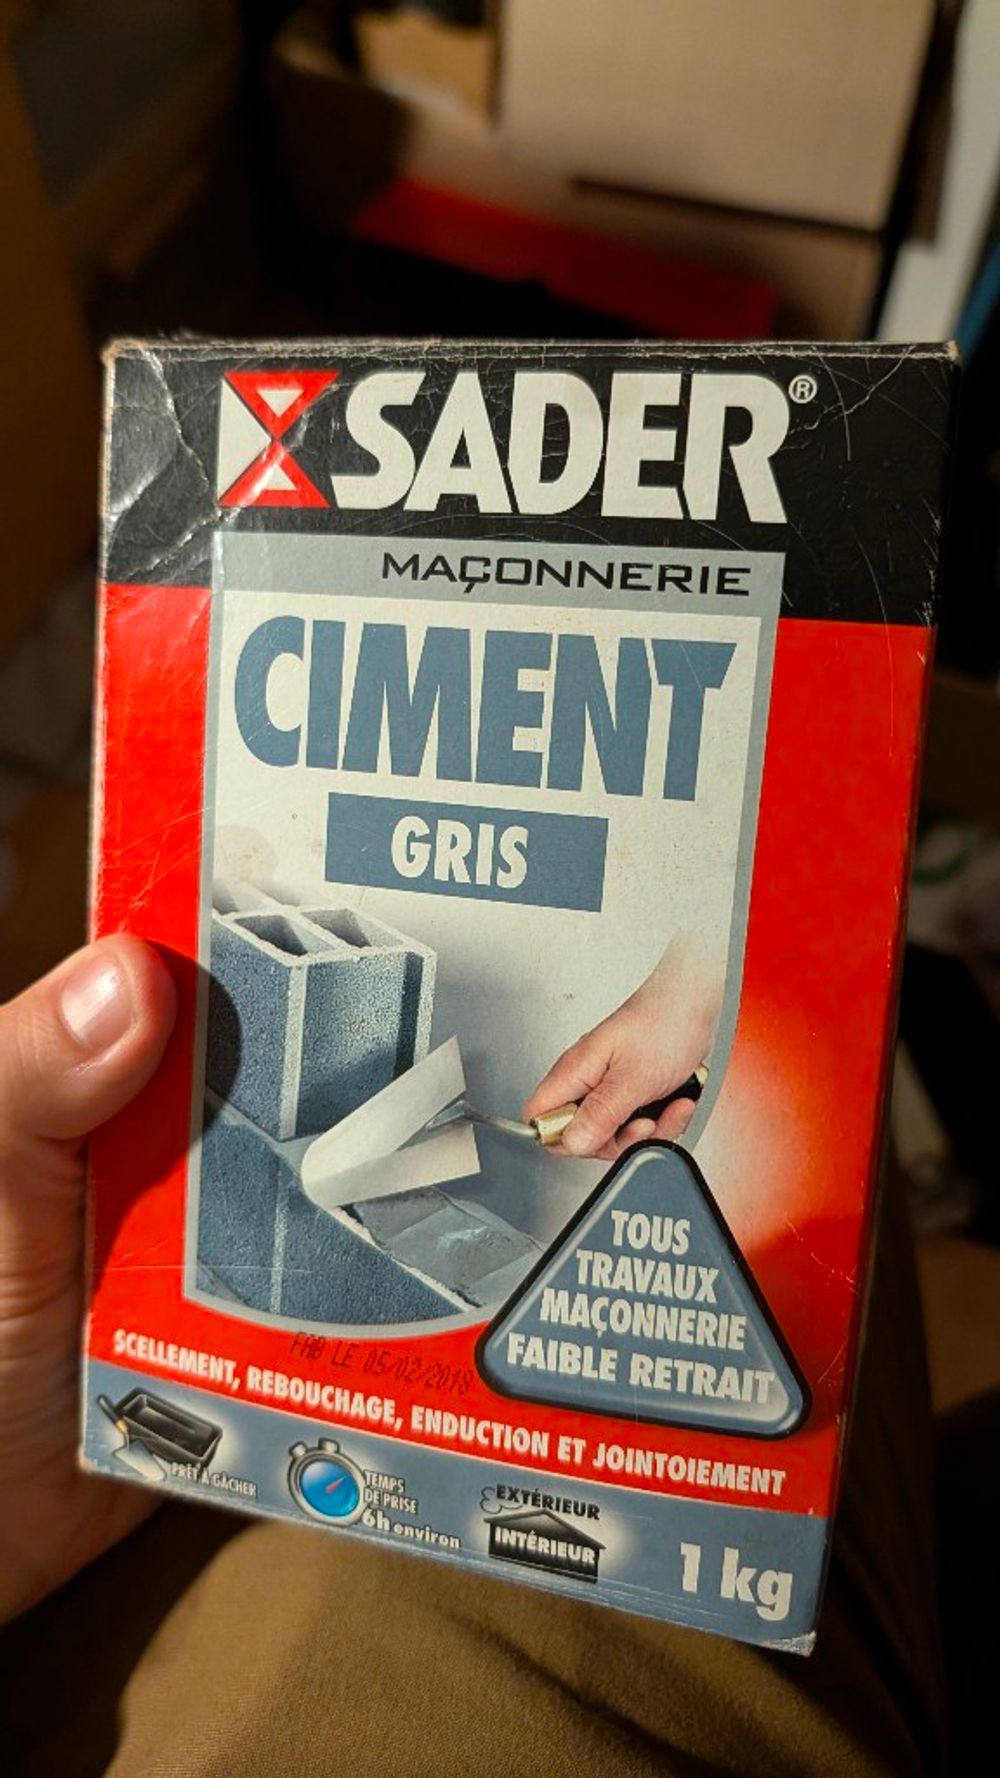 SADER®
MAÇONNERIE
CIMENT
GRIS
TOUS
TRAVAUX
MAÇONNERIE
FAIBLE RETRAIT
FAB LE 05/02/2018
SCELLEMENT, REBOUCHAGE, ENDUCTION ET JOINTOIEMENT
PRÊT À GÂCHER
TEMPS
DE PRISE
6h environ
EXTÉRIEUR
INTÉRIEUR
1 kg